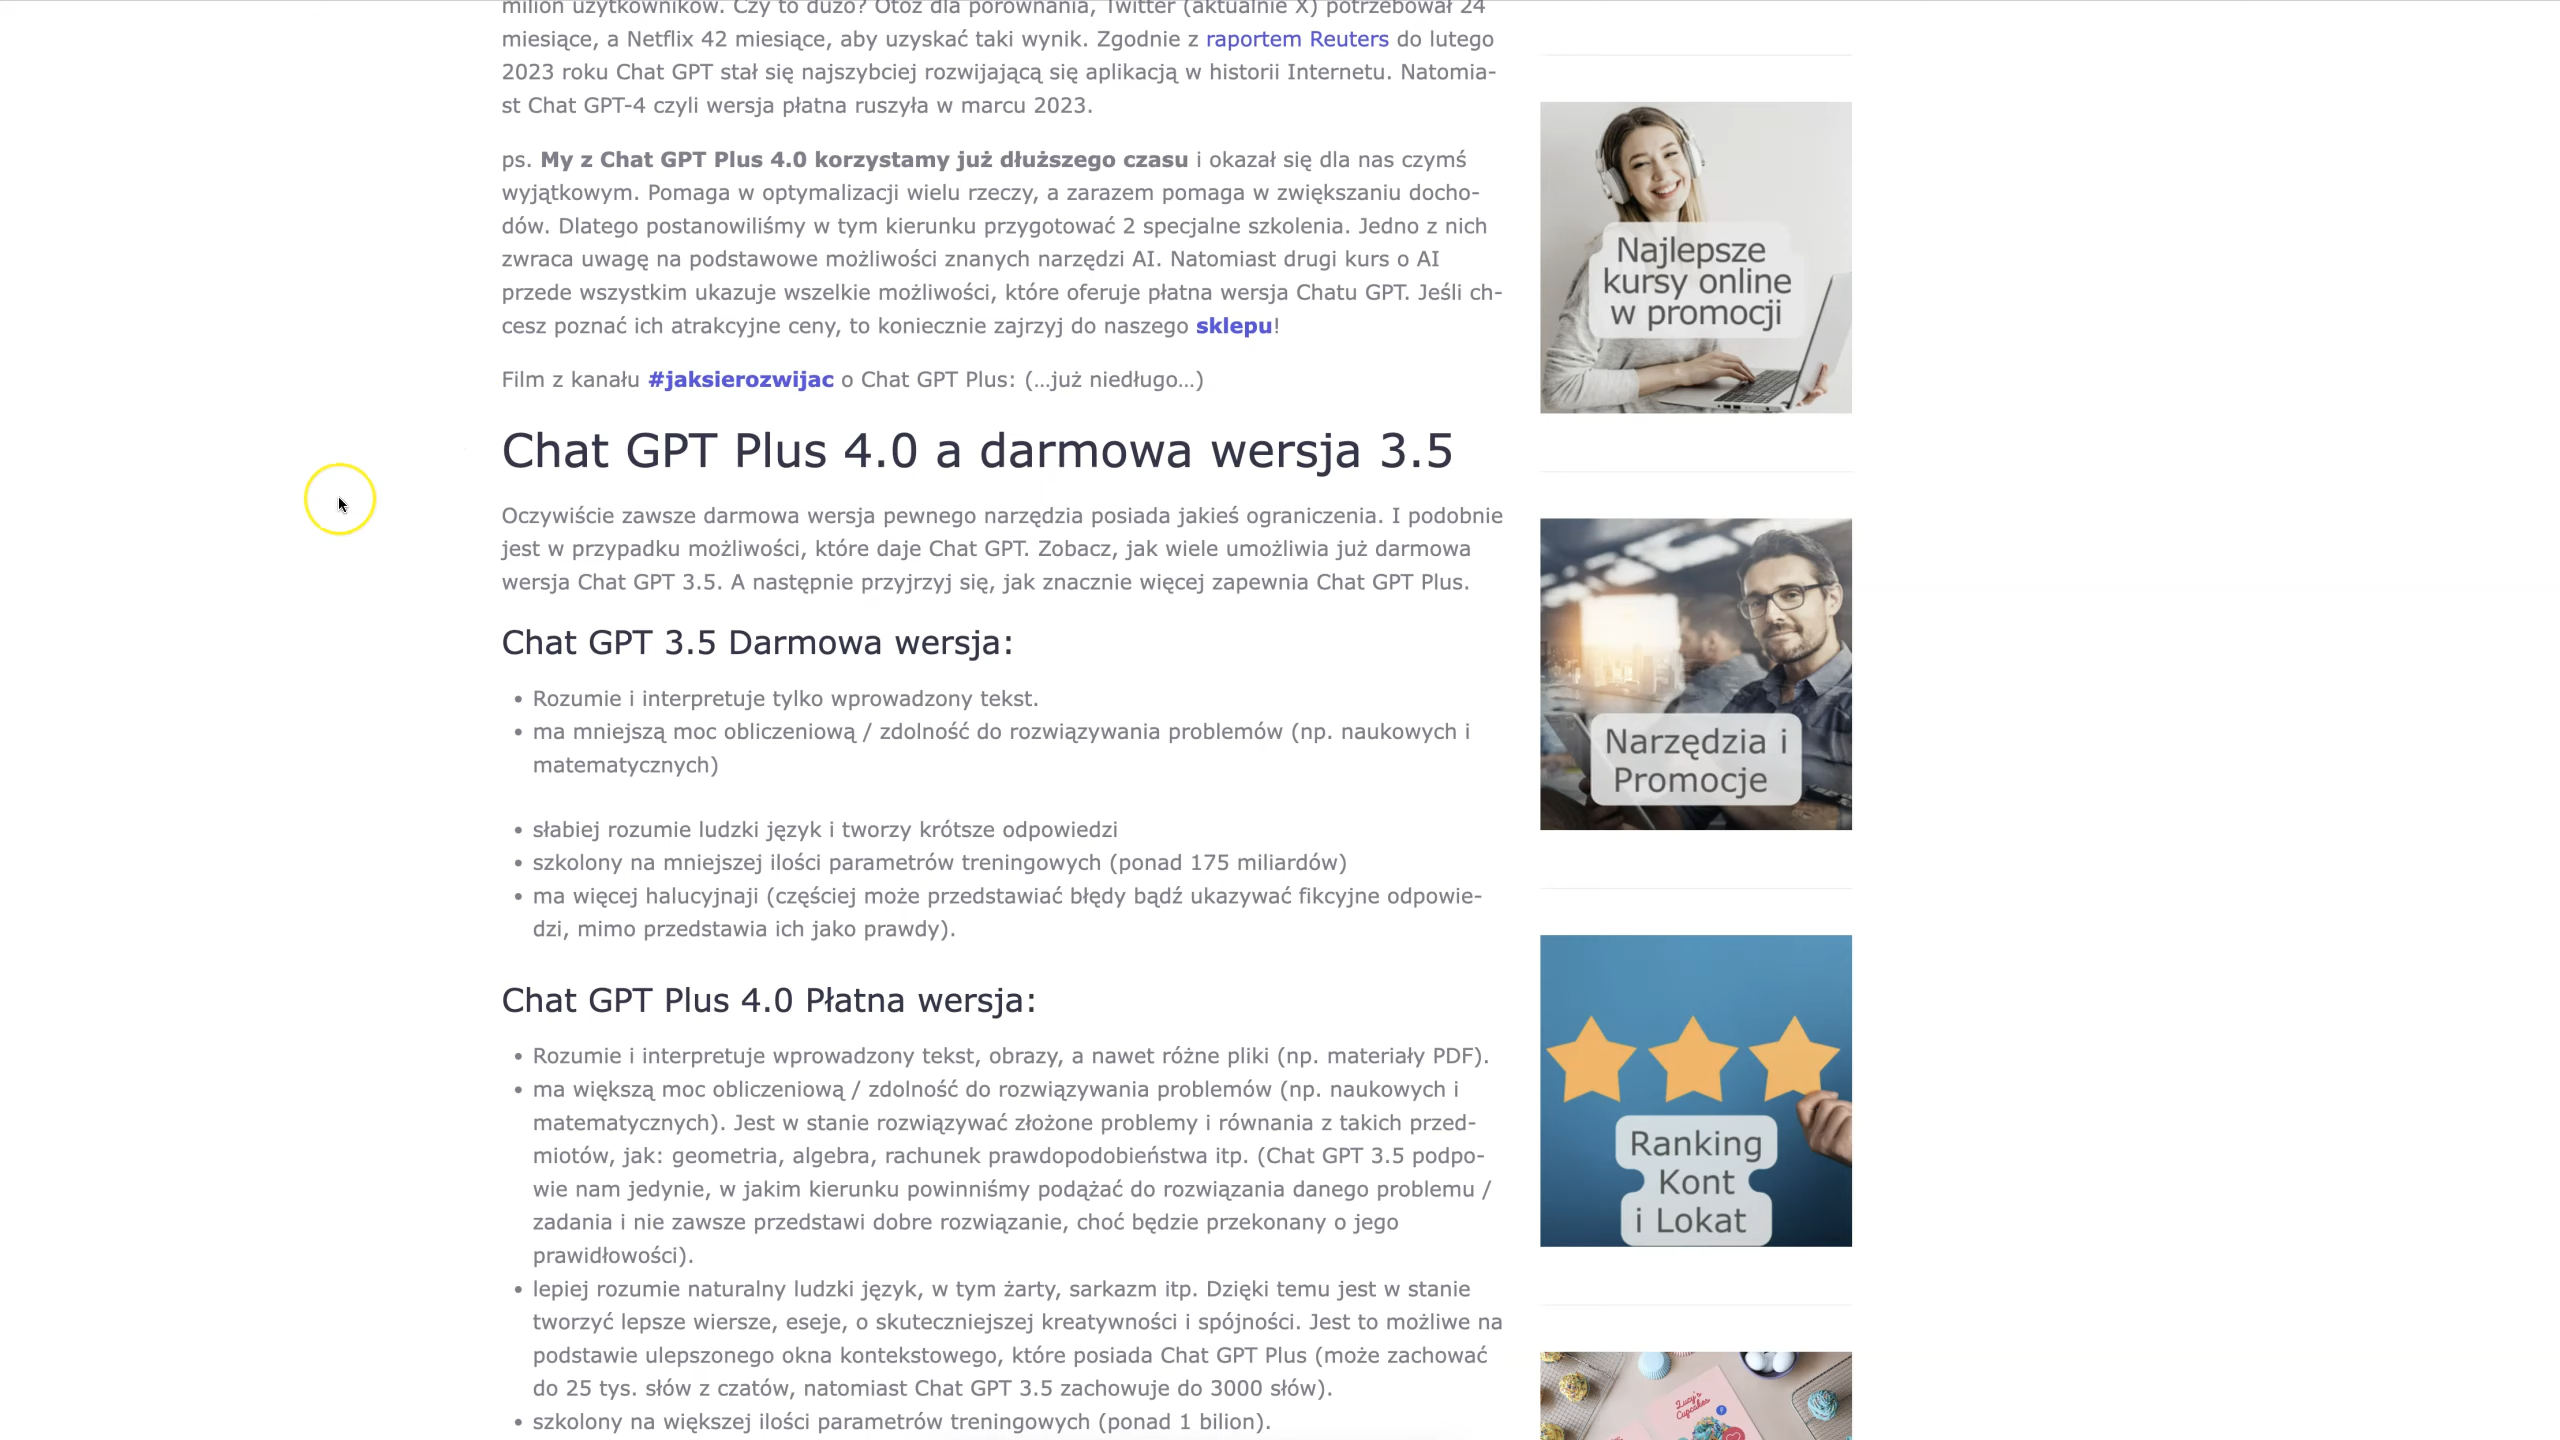 milion użytkowników. Czy to dużo? Otóż dla porównania, Twitter (aktualnie X) potrzebował 24
miesiące, a Netflix 42 miesiące, aby uzyskać taki wynik. Zgodnie z raportem Reuters do lutego
2023 roku Chat GPT stał się najszybciej rozwijającą się aplikacją w historii Internetu. Natomia-
st Chat GPT-4 czyli wersja płatna ruszyła w marcu 2023.
ps. My z Chat GPT Plus 4.0 korzystamy już dłuższego czasu i okazał się dla nas czymś
wyjątkowym. Pomaga w optymalizacji wielu rzeczy, a zarazem pomaga w zwiększaniu docho-
dów. Dlatego postanowiliśmy w tym kierunku przygotować 2 specjalne szkolenia. Jedno z nich
zwraca uwagę na podstawowe możliwości znanych narzędzi AI. Natomiast drugi kurs o AI
przede wszystkim ukazuje wszelkie możliwości, które oferuje płatna wersja Chatu GPT. Jeśli ch-
cesz poznać ich atrakcyjne ceny, to koniecznie zajrzyj do naszego sklepu!
Film z kanału #jaksierozwijac o Chat GPT Plus: (...już niedługo...)
Chat GPT Plus 4.0 a darmowa wersja 3.5
Oczywiście zawsze darmowa wersja pewnego narzędzia posiada jakieś ograniczenia. I podobnie
jest w przypadku możliwości, które daje Chat GPT. Zobacz, jak wiele umożliwia już darmowa
wersja Chat GPT 3.5. A następnie przyjrzyj się, jak znacznie więcej zapewnia Chat GPT Plus.
Chat GPT 3.5 Darmowa wersja:
• Rozumie i interpretuje tylko wprowadzony tekst.
• ma mniejszą moc obliczeniową / zdolność do rozwiązywania problemów (np. naukowych i
matematycznych)
• słabiej rozumie ludzki język i tworzy krótsze odpowiedzi
• szkolony na mniejszej ilości parametrów treningowych (ponad 175 miliardów)
• ma więcej halucyjnaji (częściej może przedstawiać błędy bądź ukazywać fikcyjne odpowie-
dzi, mimo przedstawia ich jako prawdy).
Chat GPT Plus 4.0 Płatna wersja:
• Rozumie i interpretuje wprowadzony tekst, obrazy, a nawet różne pliki (np. materiały PDF).
• ma większą moc obliczeniową / zdolność do rozwiązywania problemów (np. naukowych i
matematycznych). Jest w stanie rozwiązywać złożone problemy i równania z takich przed-
miotów, jak: geometria, algebra, rachunek prawdopodobieństwa itp. (Chat GPT 3.5 podpo-
wie nam jedynie, w jakim kierunku powinniśmy podążać do rozwiązania danego problemu /
zadania i nie zawsze przedstawi dobre rozwiązanie, choć będzie przekonany o jego
prawidłowości).
• lepiej rozumie naturalny ludzki język, w tym żarty, sarkazm itp. Dzięki temu jest w stanie
tworzyć lepsze wiersze, eseje, o skuteczniejszej kreatywności i spójności. Jest to możliwe na
podstawie ulepszonego okna kontekstowego, które posiada Chat GPT Plus (może zachować
do 25 tys. słów z czatów, natomiast Chat GPT 3.5 zachowuje do 3000 słów).
• szkolony na większej ilości parametrów treningowych (ponad 1 bilion).
Najlepsze
kursy online
w promocji
Narzędzia i
Promocje
Ranking
Kont
i Lokat
Lucy's
Cupcakes